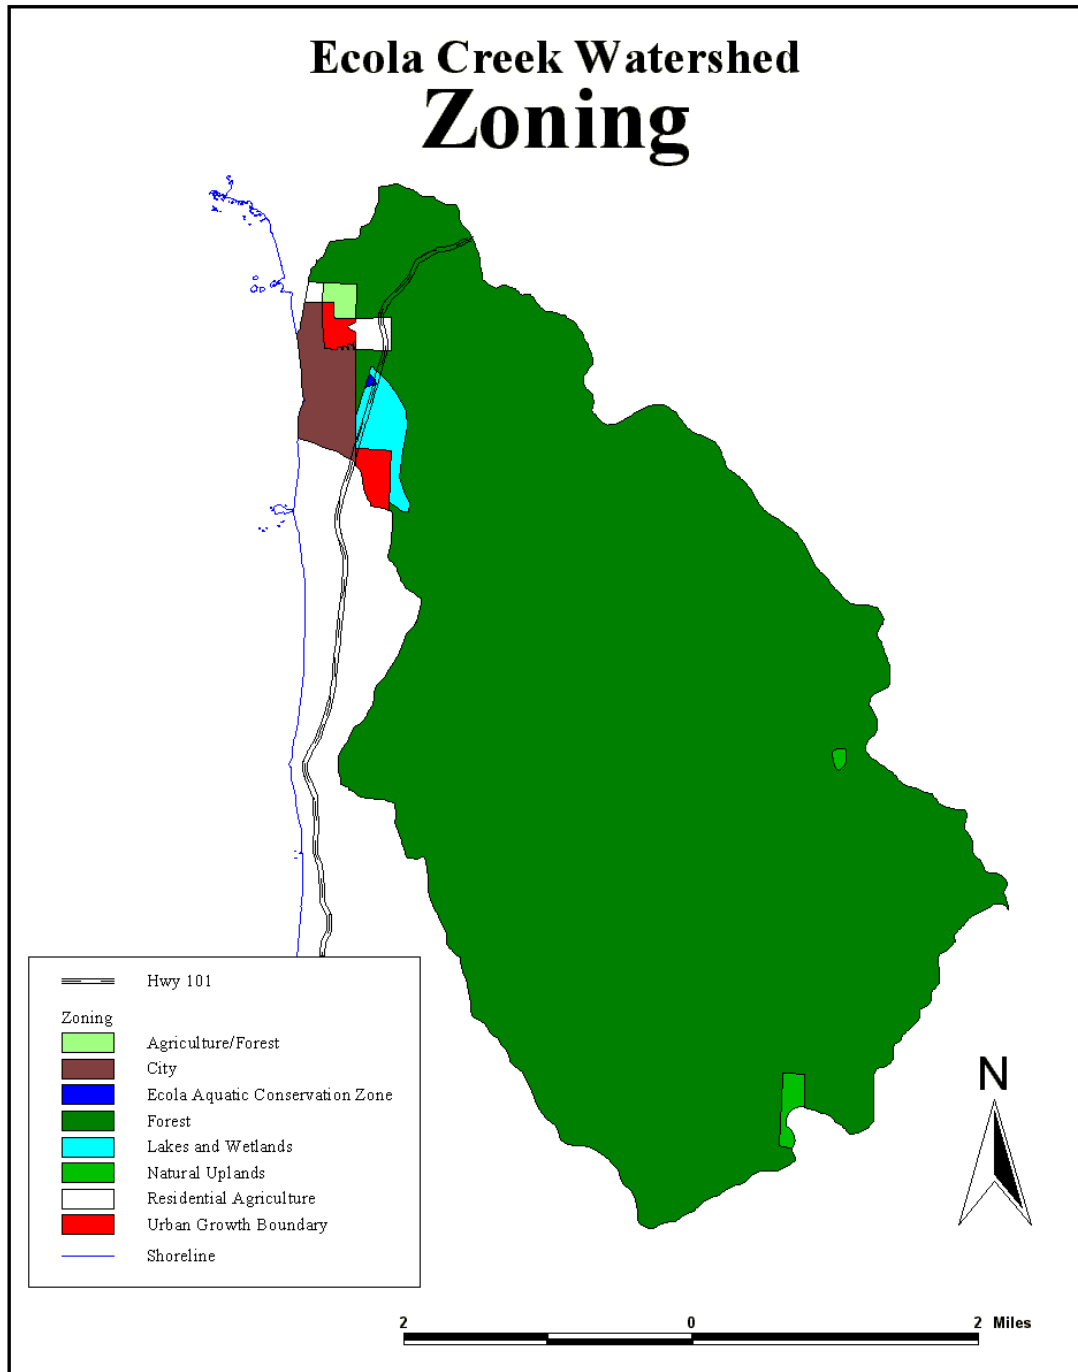 Ecola Creek Watershed
Zoning
Hwy 101
Zoning
Agriculture/Forest
City
Ecola Aquatic Conservation Zone
Forest
Lakes and Wetlands
Natural Uplands
Residential Agriculture
Urban Growth Boundary
Shoreline
N
2 0 2 Miles